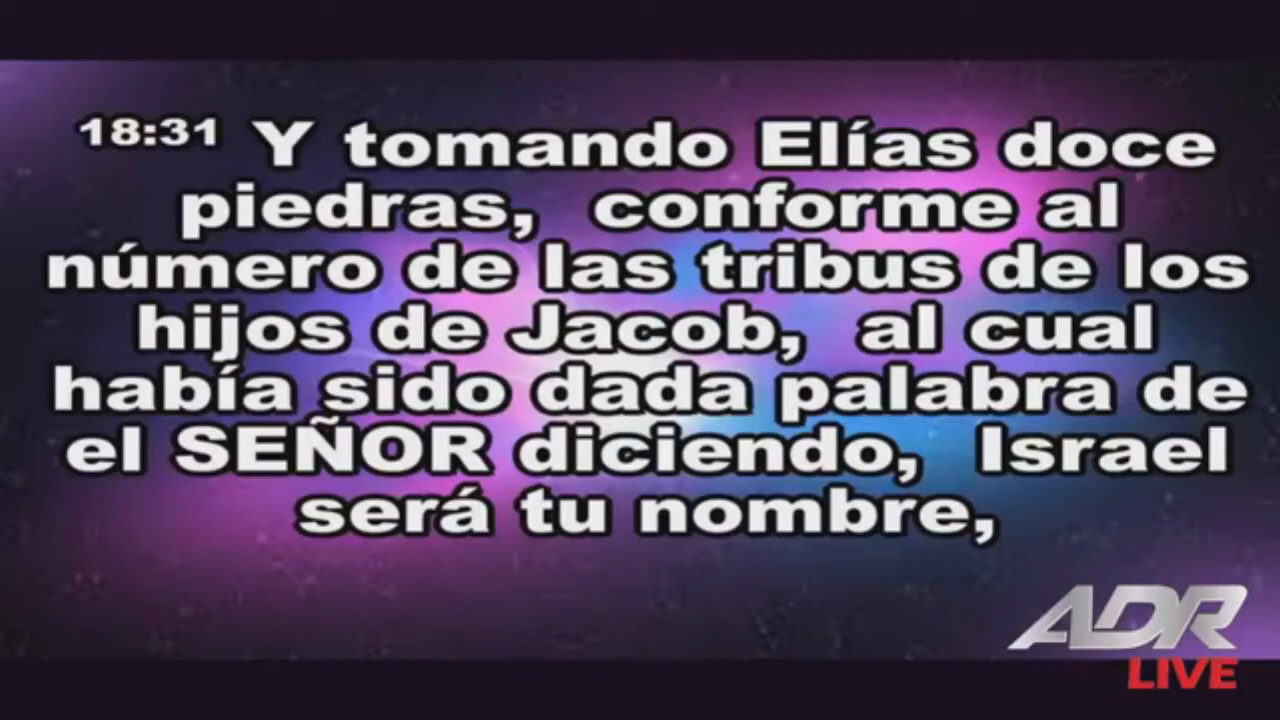 18:31 Y tomando Elías doce
piedras, conforme al
número de las tribus de los
hijos de Jacob, al cual
había sido dada palabra de
el SEÑOR diciendo, Israel
será tu nombre,
ADR
LIVE